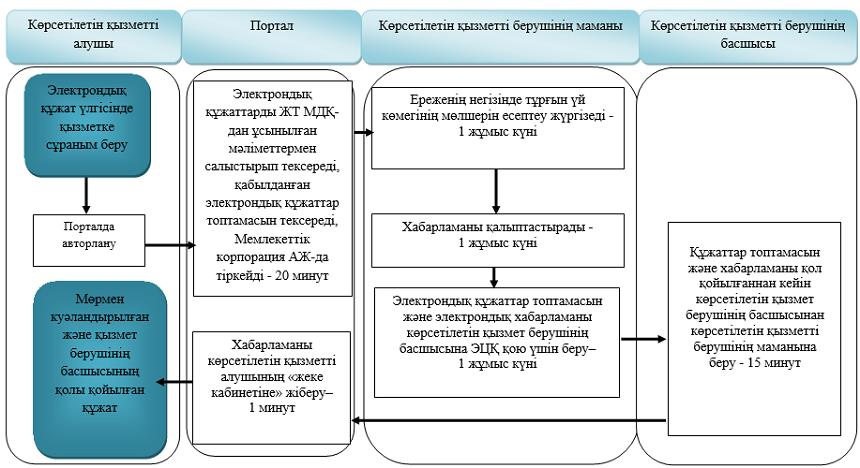 Көрсетілетін қызметті
алушы
Портал
Көрсетілетін қызметті берушінің маманы
Көрсетілетін қызметті берушінің
басшысы
Электрондық
құжат үлгісінде
қызметке
сұраным беру
Порталда
авторлану
Мөрмен
куәландырылған
және қызмет
берушінің
басшысының
қолы қойылған
құжат
Электрондық
құжаттарды ЖТ МДҚ-
дан ұсынылған
мәліметтермен
салыстырып тексереді,
қабылданған
электрондық құжаттар
топтамасын тексереді,
Мемлекеттік
корпорация АЖ-да
тіркейді - 20 минут
Хабарламаны
көрсетілетін қызметті
алушының «жеке
кабинетіне» жіберу–
1 минут
Ереженің негізінде тұрғын үй
көмегінің мөлшерін есептеу жүргізеді -
1 жұмыс күні
Хабарламаны қалыптастырады -
1 жұмыс күні
Электрондық құжаттар топтамасын
және электрондық хабарламаны
көрсетілетін қызмет берушінің
басшысына ЭЦҚ қою үшін беру–
1 жұмыс күні
Құжаттар топтамасын
және хабарламаны қол
қойылғаннан кейін
көрсетілетін қызмет
берушінің басшысынан
көрсетілетін қызметті
берушінің маманына
беру - 15 минут